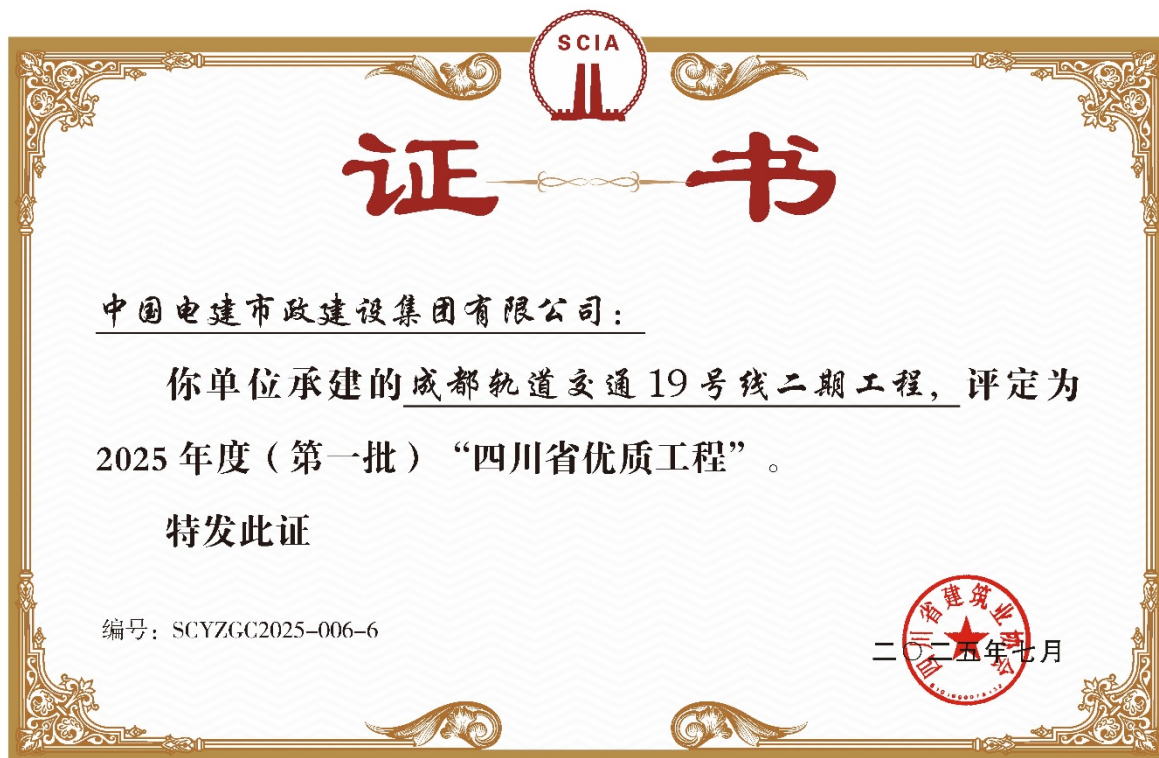 SCIA
证书
中国电建市政建设集团有限公司：
你单位承建的成都轨道交通19号线二期工程，评定为
2025年度（第一批）“四川省优质工程”。
特发此证
编号：SCYZGC2025-006-6
四川省建筑业协会
二〇二五年七月